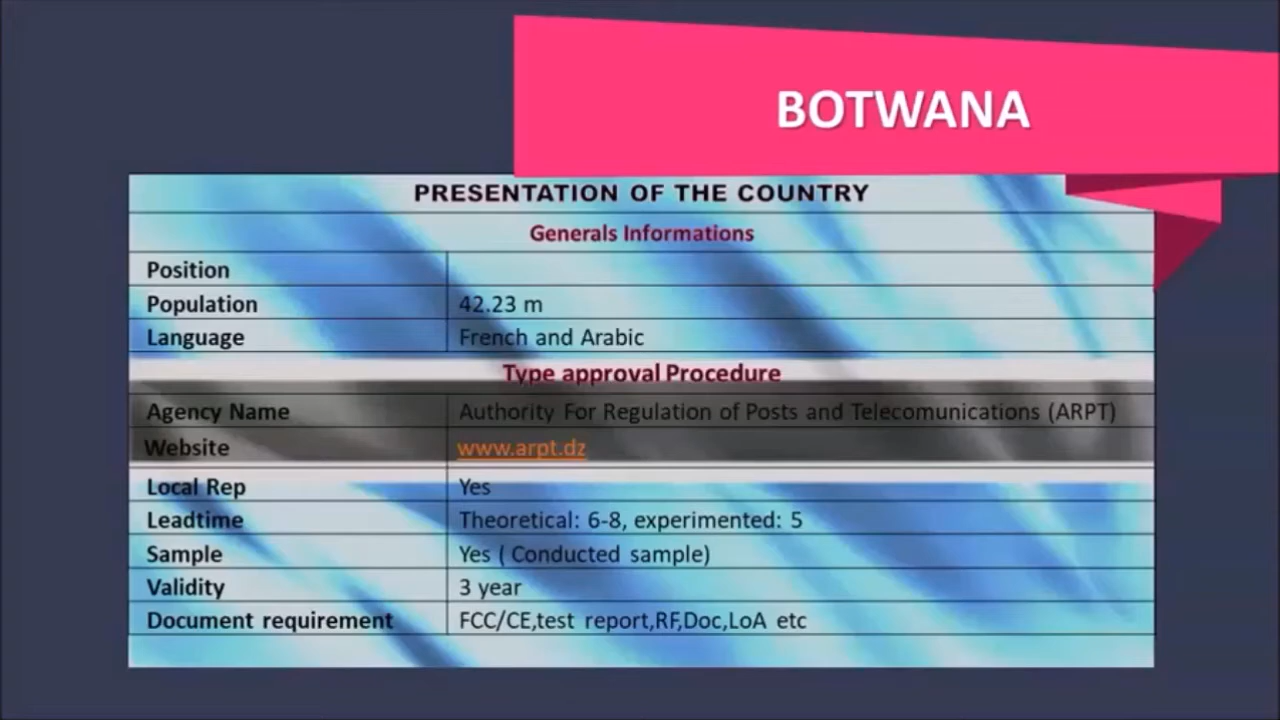 BOTWANA
PRESENTATION OF THE COUNTRY
Generals Informations
Position
Population 42.23 m
Language French and Arabic
Type approval Procedure
Agency Name Authority For Regulation of Posts and Telecomunications (ARPT)
Website www.arpt.dz
Local Rep Yes
Leadtime Theoretical: 6-8, experimented: 5
Sample Yes ( Conducted sample)
Validity 3 year
Document requirement FCC/CE,test report,RF,Doc,LoA etc